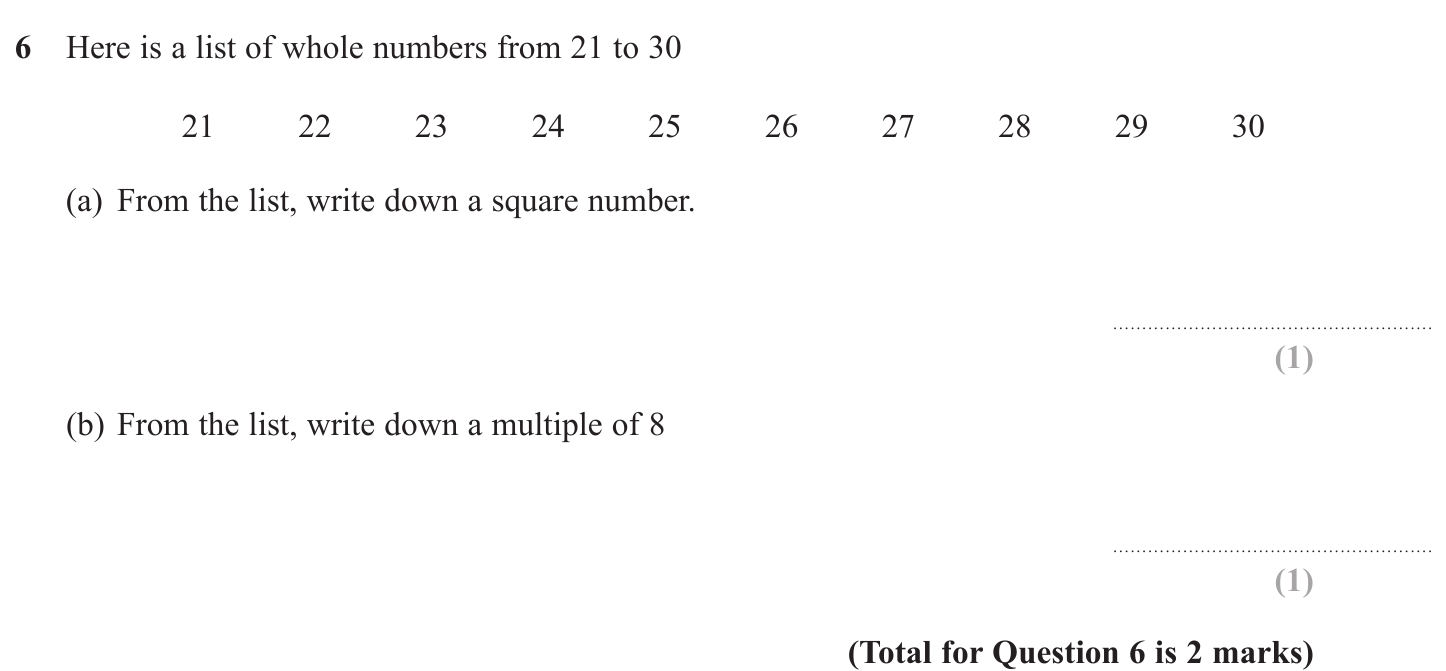 6 Here is a list of whole numbers from 21 to 30
21 22 23 24 25 26 27 28 29 30
(a) From the list, write down a square number.
(1)
(b) From the list, write down a multiple of 8
(1)
(Total for Question 6 is 2 marks)